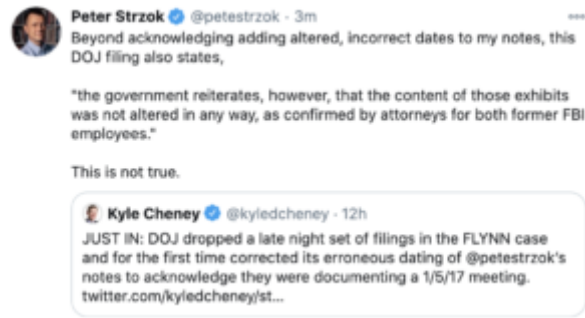 Peter Strzok @petestrzok · 3m
Beyond acknowledging adding altered, incorrect dates to my notes, this
DOJ filing also states,
"the government reiterates, however, that the content of those exhibits
was not altered in any way, as confirmed by attorneys for both former FBI
employees."
This is not true.
Kyle Cheney @kyledcheney · 12h
JUST IN: DOJ dropped a late night set of filings in the FLYNN case
and for the first time corrected its erroneous dating of @petestrzok's
notes to acknowledge they were documenting a 1/5/17 meeting.
twitter.com/kyledcheney/st...